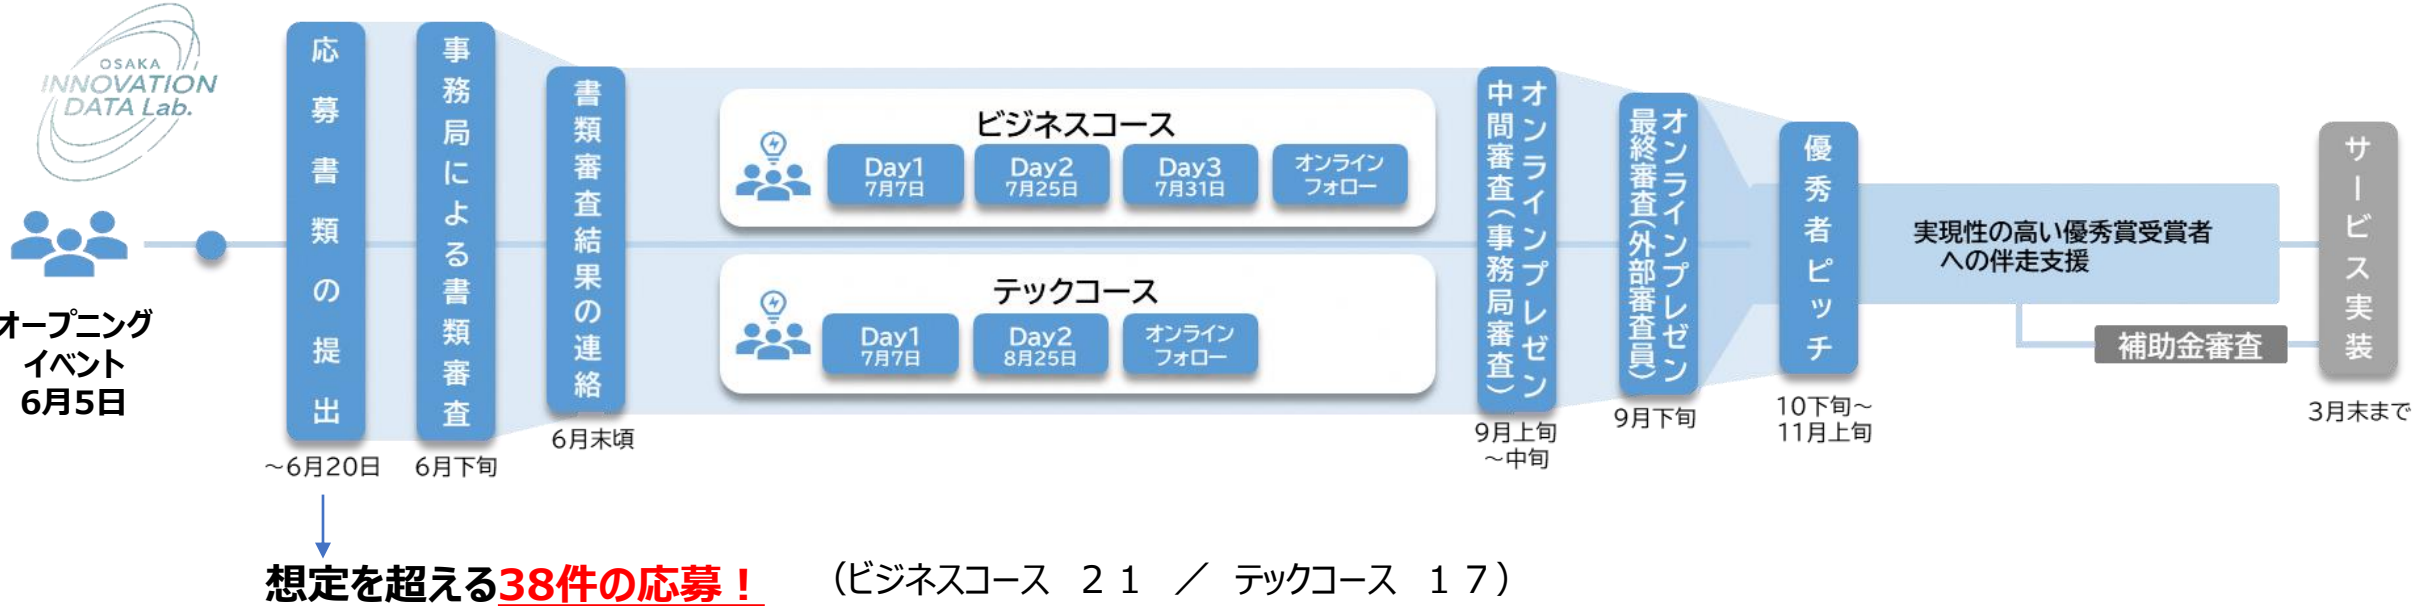 OSAKA
INNOVATION
DATA Lab.
オープニング
イベント
6月5日
応募書類の提出
～6月20日
事務局による書類審査
6月下旬
書類審査結果の連絡
6月末頃
ビジネスコース
Day1
7月7日
Day2
7月25日
Day3
7月31日
オンライン
フォロー
テックコース
Day1
7月7日
Day2
8月25日
オンライン
フォロー
オンラインプレゼン
中間審査(事務局審査)
9月上旬
～中旬
オンラインプレゼン
最終審査(外部審査員)
9月下旬
優秀者ピッチ
10下旬～
11月上旬
実現性の高い優秀賞受賞者
への伴走支援
補助金審査
サービス実装
3月末まで
想定を超える38件の応募！
（ビジネスコース　２１　／　テックコース　１７）